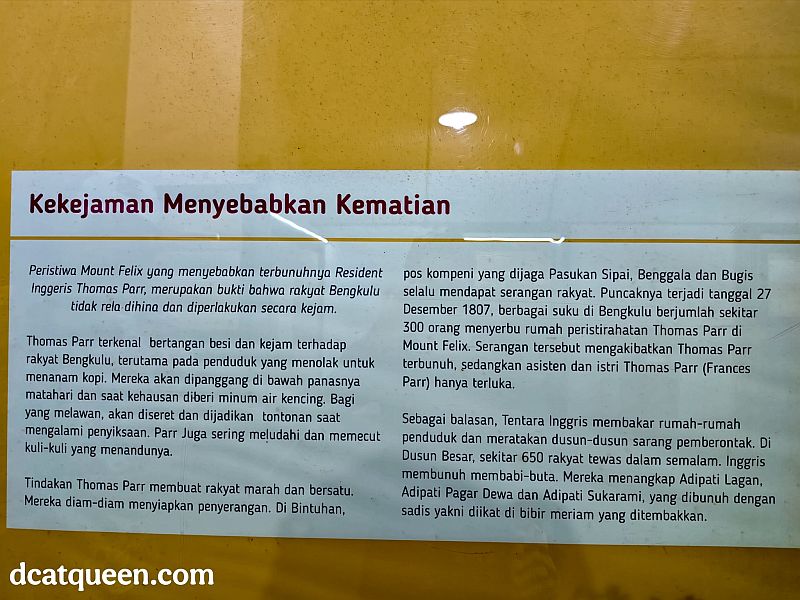 Kekejaman Menyebabkan Kematian
Peristiwa Mount Felix yang menyebabkan terbunuhnya Resident
Inggeris Thomas Parr, merupakan bukti bahwa rakyat Bengkulu
tidak rela dihina dan diperlakukan secara kejam.
Thomas Parr terkenal bertangan besi dan kejam terhadap
rakyat Bengkulu, terutama pada penduduk yang menolak untuk
menanam kopi. Mereka akan dipanggang di bawah panasnya
matahari dan saat kehausan diberi minum air kencing. Bagi
yang melawan, akan diseret dan dijadikan tontonan saat
mengalami penyiksaan. Parr Juga sering meludahi dan memecut
kuli-kuli yang menandunya.
Tindakan Thomas Parr membuat rakyat marah dan bersatu.
Mereka diam-diam menyiapkan penyerangan. Di Bintuhan,
pos kompeni yang dijaga Pasukan Sipai, Benggala dan Bugis
selalu mendapat serangan rakyat. Puncaknya terjadi tanggal 27
Desember 1807, berbagai suku di Bengkulu berjumlah sekitar
300 orang menyerbu rumah peristirahatan Thomas Parr di
Mount Felix. Serangan tersebut mengakibatkan Thomas Parr
terbunuh, sedangkan asisten dan istri Thomas Parr (Frances
Parr) hanya terluka.
Sebagai balasan, Tentara Inggris membakar rumah-rumah
penduduk dan meratakan dusun-dusun sarang pemberontak. Di
Dusun Besar, sekitar 650 rakyat tewas dalam semalam. Inggris
membunuh membabi-buta. Mereka menangkap Adipati Lagan,
Adipati Pagar Dewa dan Adipati Sukarami, yang dibunuh dengan
sadis yakni diikat di bibir meriam yang ditembakkan.
dcatqueen.com